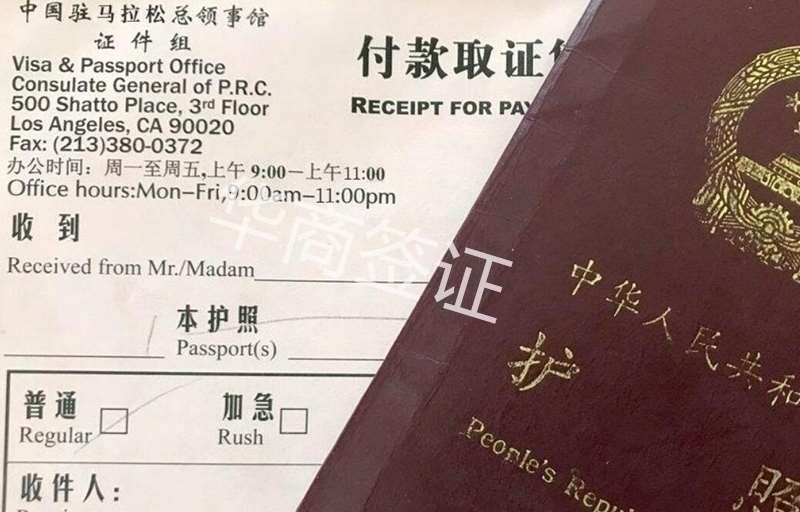 中国驻马拉松总领事馆
证件组
Visa & Passport Office
Consulate General of P.R.C.
500 Shatto Place, 3rd Floor
Los Angeles, CA 90020
Fax: (213)380-0372
办公时间：周一至周五,上午 9:00—上午11:00
Office hours:Mon–Fri,9:00am–11:00pm
付款取证
RECEIPT FOR PAY
收到
Received from Mr./Madam
本护照
Passport(s)
普通
Regular
加急
Rush
收件人：
华商签证
中华人民共和
护
照
People's Repu